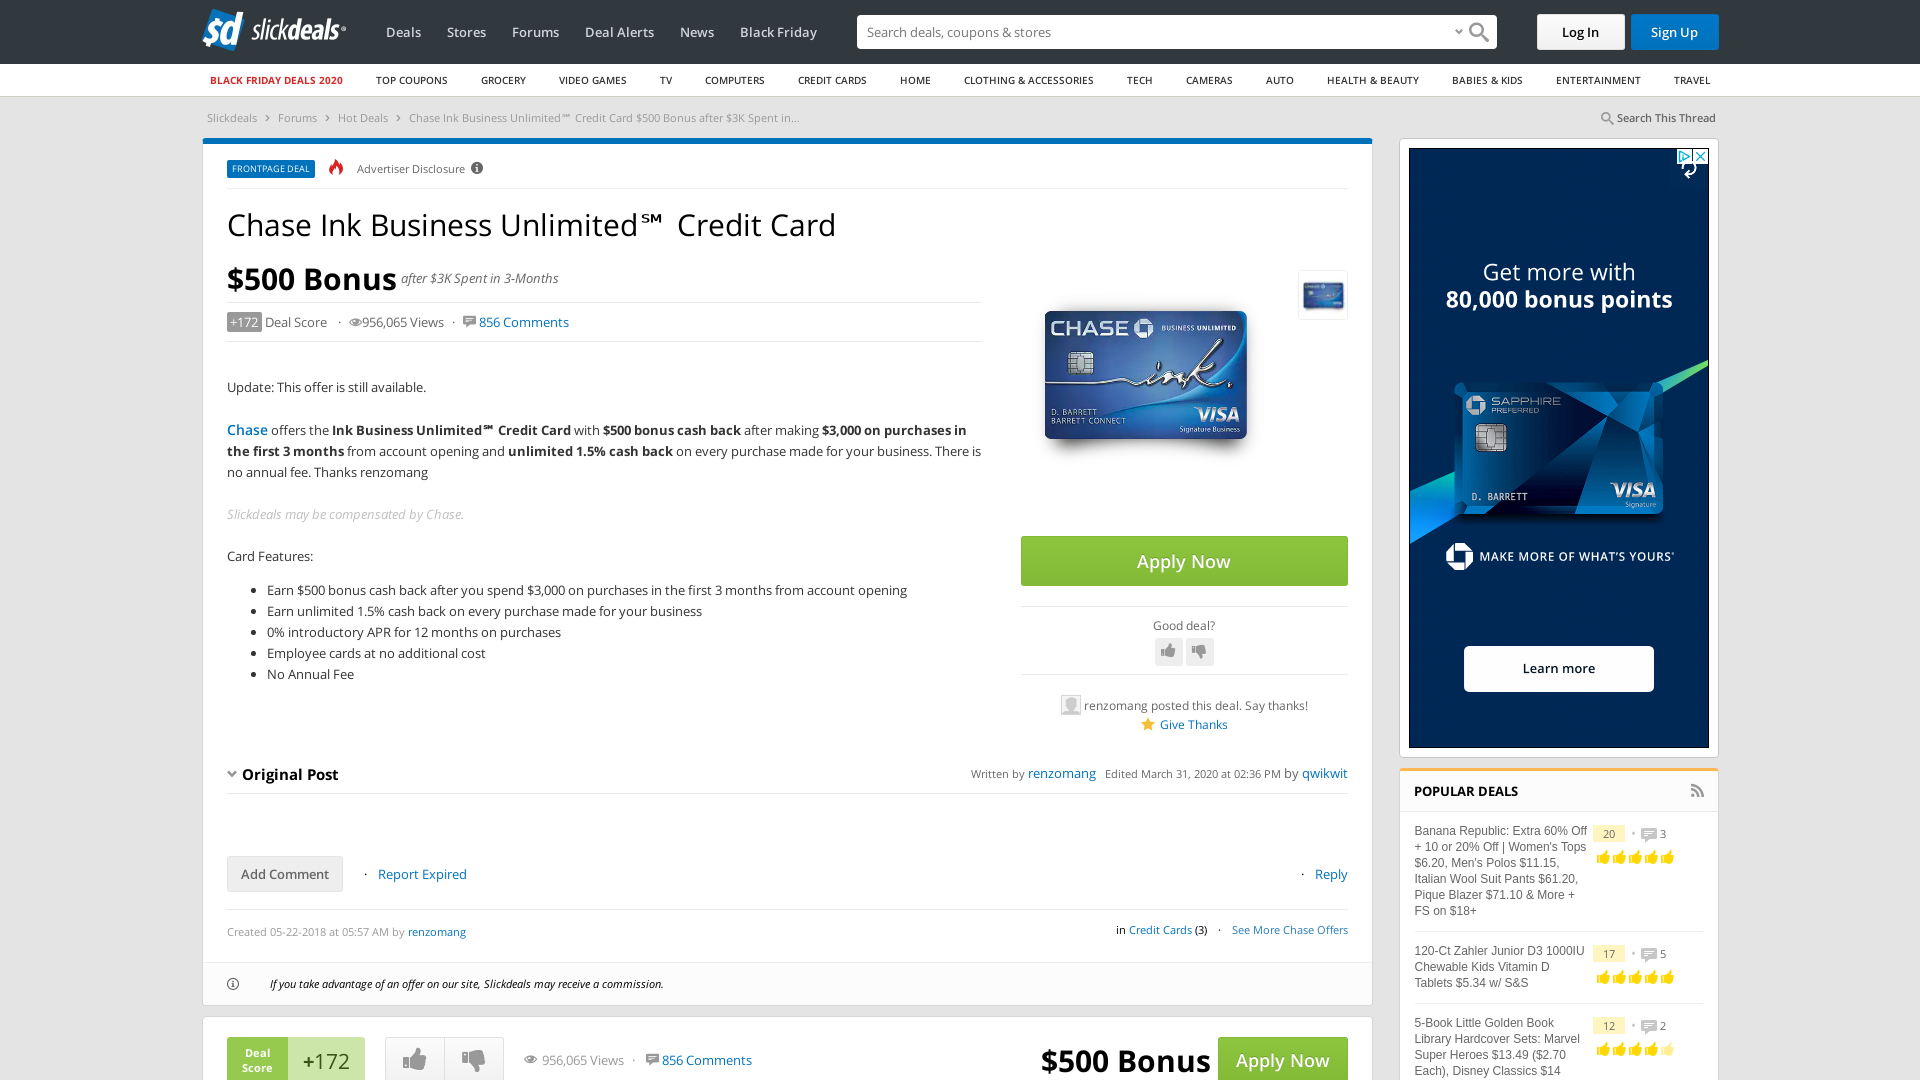 sd slickdeals
Deals Stores Forums Deal Alerts News Black Friday
Search deals, coupons & search
Log In Sign Up
BLACK FRIDAY DEALS 2020 TOP COUPONS GROCERY VIDEO GAMES TV COMPUTERS CREDIT CARDS HOME CLOTHING & ACCESSORIES TECH CAMERAS AUTO HEALTH & BEAUTY BABIES & KIDS ENTERTAINMENT TRAVEL
Slickdeals › Forums › Hot Deals › Chase Ink Business Unlimited℠ Credit Card $500 Bonus after $3K Spent in...
Search This Thread
FRONTPAGE DEAL Advertiser Disclosure
Chase Ink Business Unlimited℠ Credit Card
$500 Bonus after $3K Spent in 3-Months
+172 Deal Score · 956,065 Views · 856 Comments
Update: This offer is still available.
Chase offers the Ink Business Unlimited℠ Credit Card with $500 bonus cash back after making $3,000 on purchases in
the first 3 months from account opening and unlimited 1.5% cash back on every purchase made for your business. There is
no annual fee. Thanks renzomang
Slickdeals may be compensated by Chase.
Card Features:
• Earn $500 bonus cash back after you spend $3,000 on purchases in the first 3 months from account opening
• Earn unlimited 1.5% cash back on every purchase made for your business
• 0% introductory APR for 12 months on purchases
• Employee cards at no additional cost
• No Annual Fee
CHASE BUSINESS UNLIMITED
ink.
D. BARRETT
BARRETT CONNECT
VISA
Signature Business
Apply Now
Good deal?
renzomang posted this deal. Say thanks!
Give Thanks
Original Post
Written by renzomang Edited March 31, 2020 at 02:36 PM by qwikwit
Add Comment · Report Expired
· Reply
Created 05-22-2018 at 05:57 AM by renzomang
in Credit Cards (3) · See More Chase Offers
If you take advantage of an offer on our site, Slickdeals may receive a commission.
Deal
Score
+172
956,065 Views · 856 Comments
$500 Bonus Apply Now
Get more with
80,000 bonus points
SAPPHIRE
PREFERRED
D. BARRETT
VISA
Signature
MAKE MORE OF WHAT'S YOURS®
Learn more
POPULAR DEALS
Banana Republic: Extra 60% Off
+ 10 or 20% Off | Women's Tops
$6.20, Men's Polos $11.15,
Italian Wool Suit Pants $61.20,
Pique Blazer $71.10 & More +
FS on $18+
20 • 3
120-Ct Zahler Junior D3 1000IU
Chewable Kids Vitamin D
Tablets $5.34 w/ S&S
17 • 5
5-Book Little Golden Book
Library Hardcover Sets: Marvel
Super Heroes $13.49 ($2.70
Each), Disney Classics $14
12 • 2